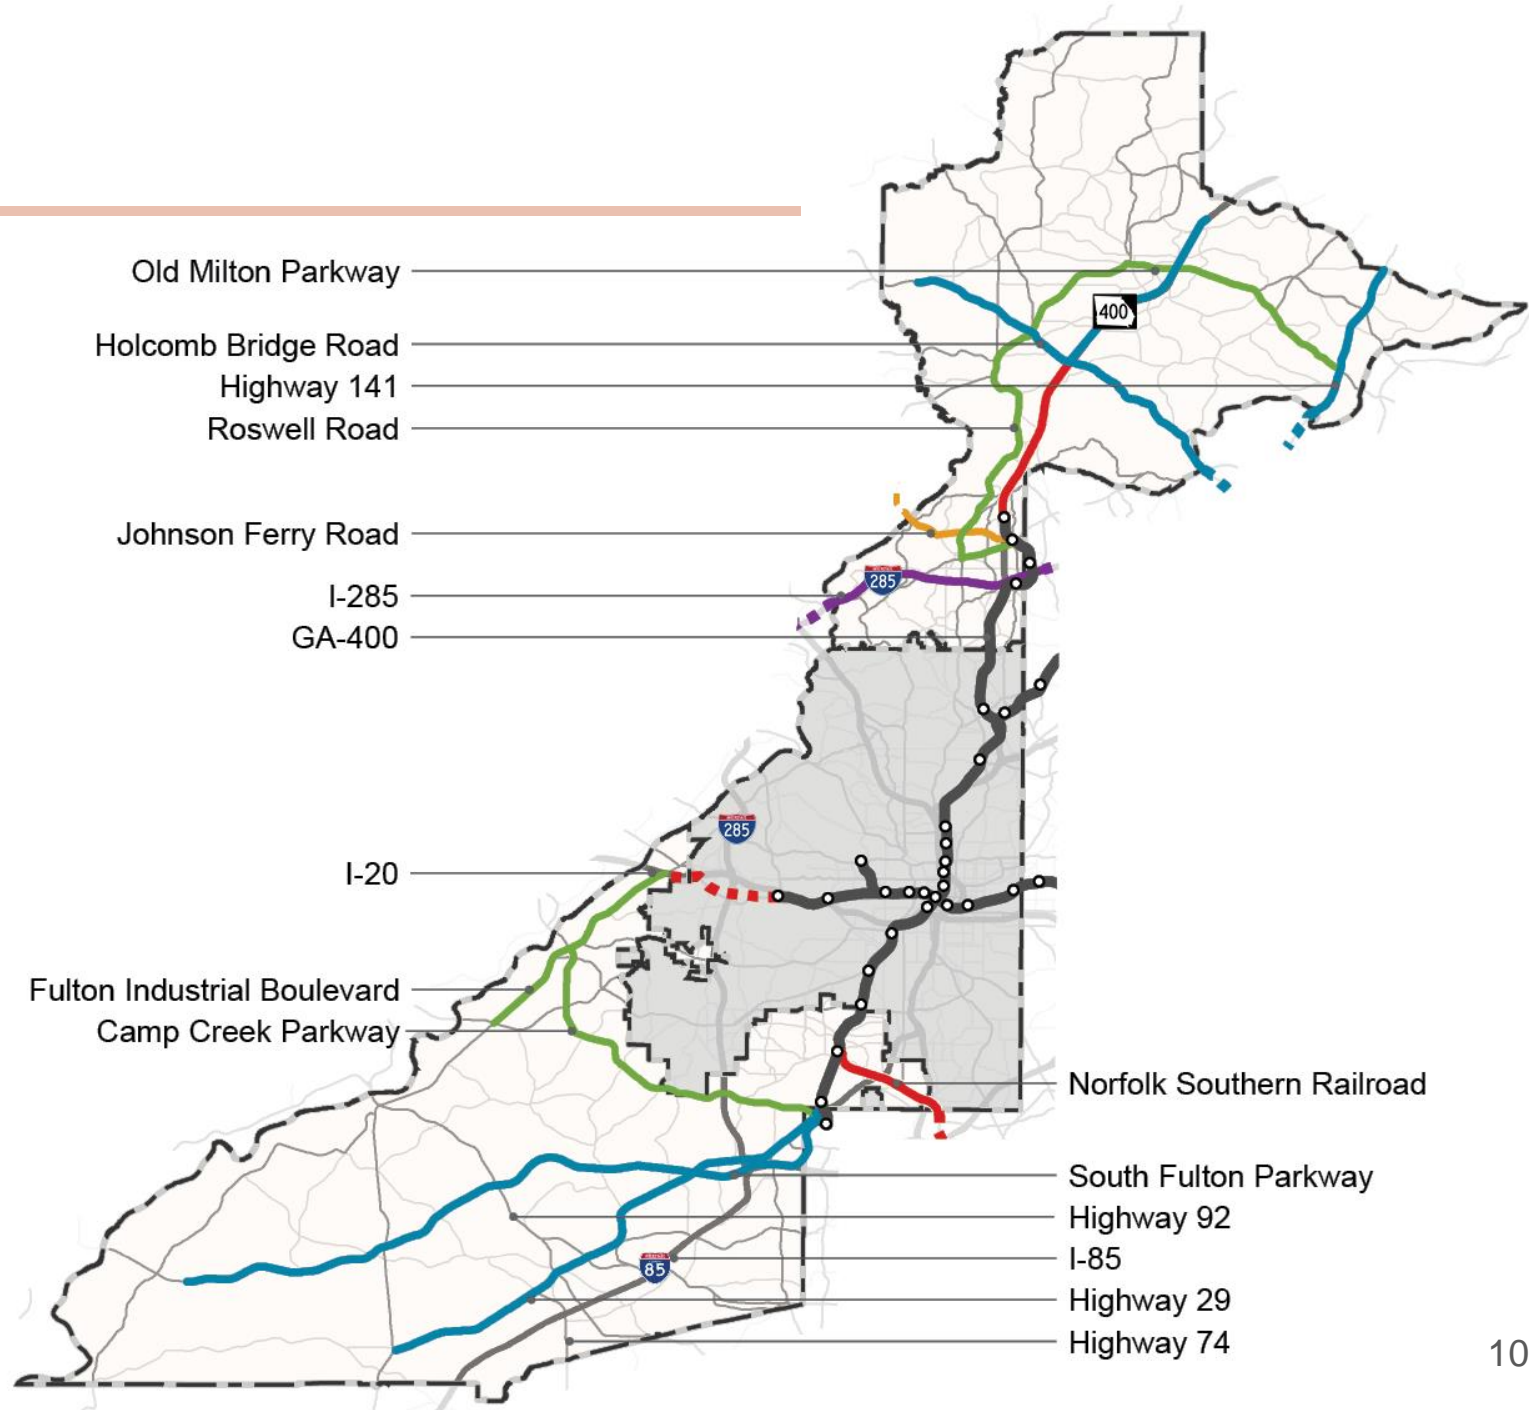 Old Milton Parkway
400
Holcomb Bridge Road
Highway 141
Roswell Road
Johnson Ferry Road
285
I-285
GA-400
285
I-20
Fulton Industrial Boulevard
Camp Creek Parkway
Norfolk Southern Railroad
South Fulton Parkway
Highway 92
I-85
85
Highway 29
Highway 74
10